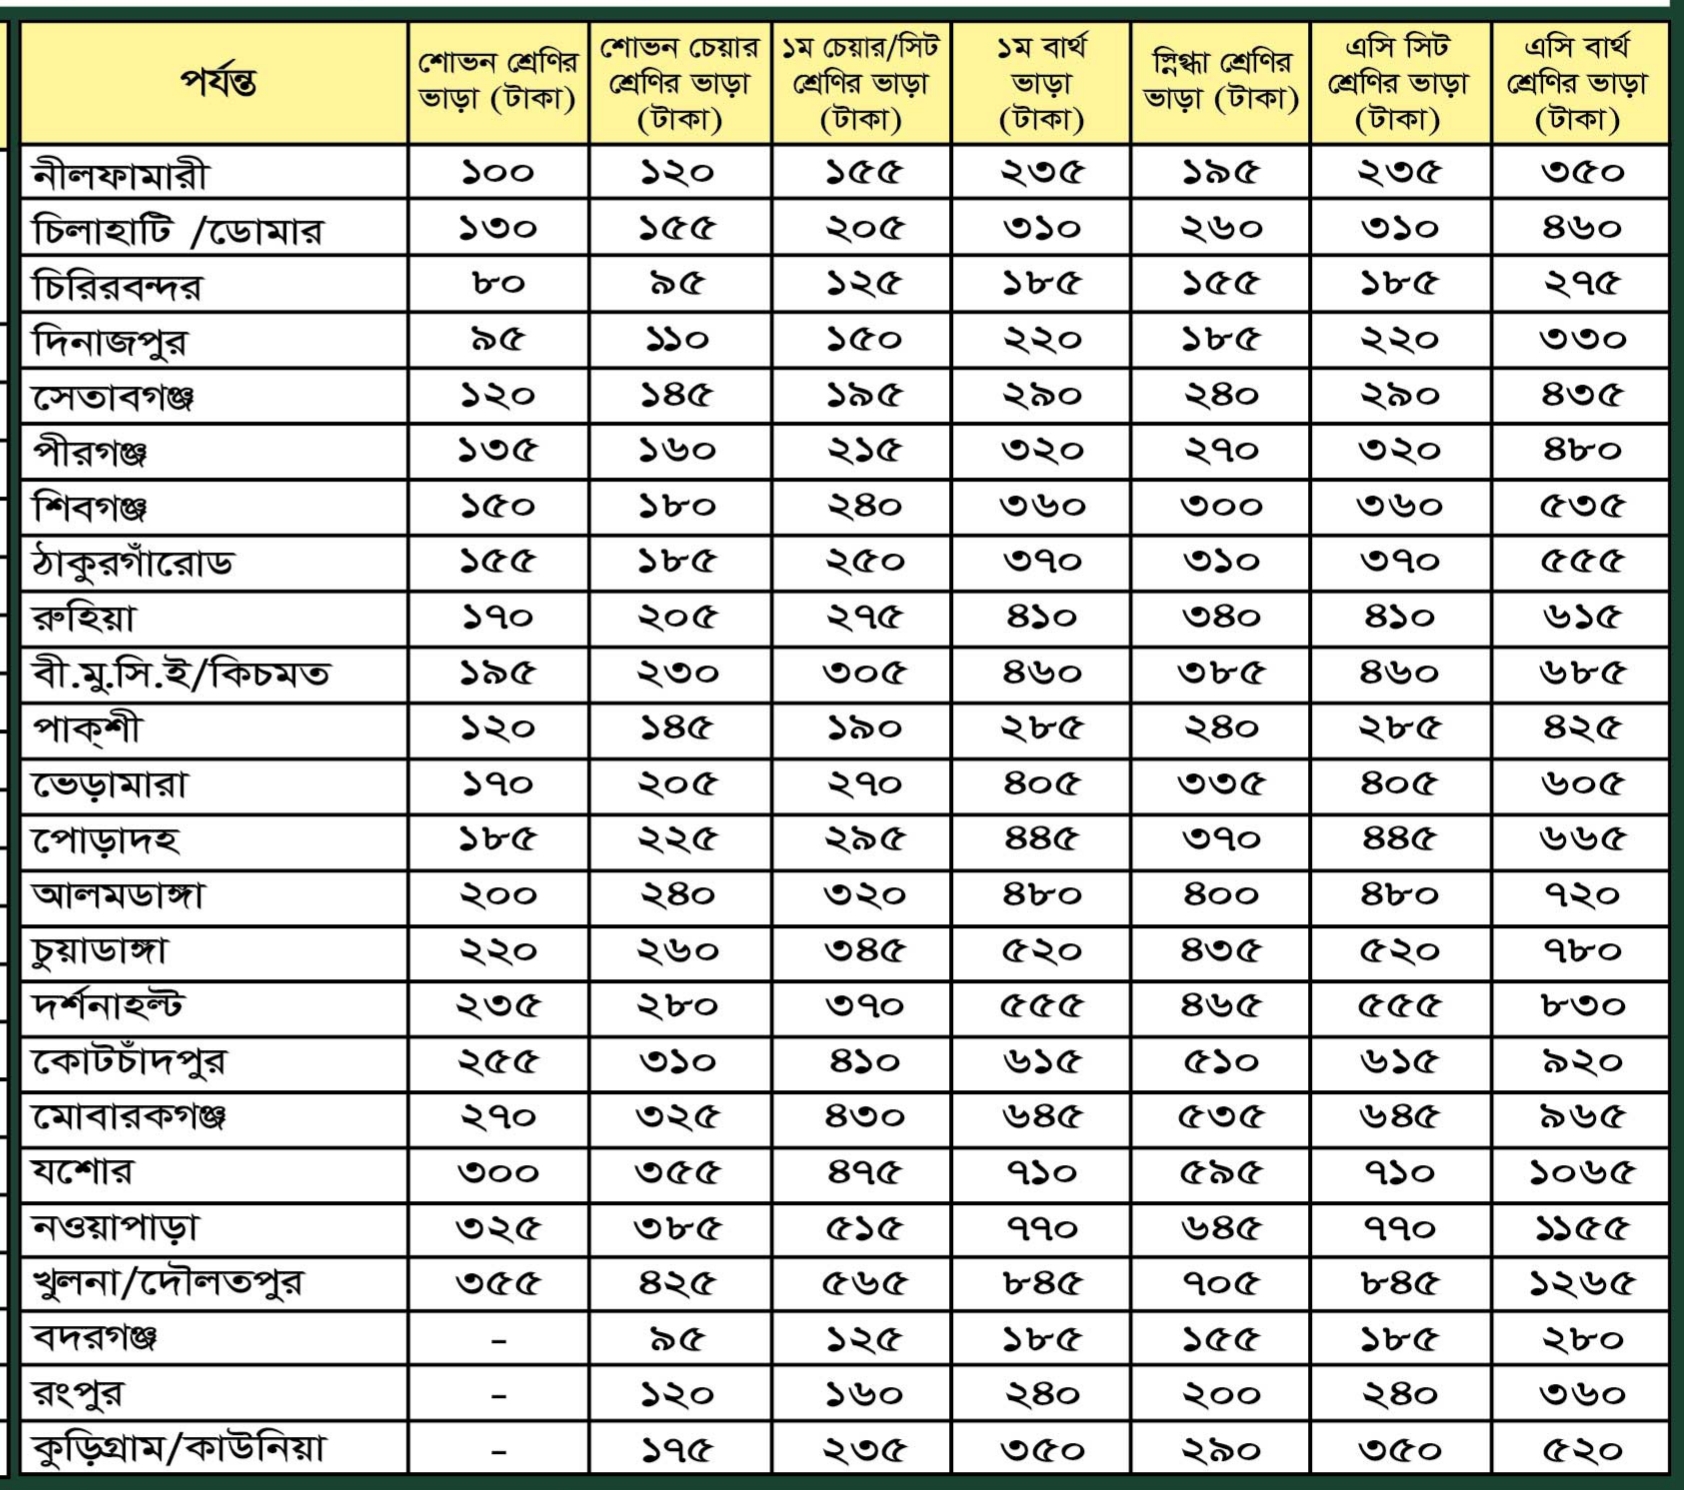 পর্যন্ত শোভন শ্রেণির ভাড়া (টাকা) শোভন চেয়ার শ্রেণির ভাড়া (টাকা) ১ম চেয়ার/সিট শ্রেণির ভাড়া (টাকা) ১ম বার্থ ভাড়া (টাকা) স্নিগ্ধা শ্রেণির ভাড়া (টাকা) এসি সিট শ্রেণির ভাড়া (টাকা) এসি বার্থ শ্রেণির ভাড়া (টাকা)
নীলফামারী ১০০ ১২০ ১৫৫ ২৩৫ ১৯৫ ২৩৫ ৩৫০
চিলাহাটি /ডোমার ১৩০ ১৫৫ ২০৫ ৩১০ ২৬০ ৩১০ ৪৬০
চিরিরবন্দর ৮০ ৯৫ ১২৫ ১৮৫ ১৫৫ ১৮৫ ২৭৫
দিনাজপুর ৯৫ ১১০ ১৫০ ২২০ ১৮৫ ২২০ ৩৩০
সেতাবগঞ্জ ১২০ ১৪৫ ১৯৫ ২৯০ ২৪০ ২৯০ ৪৩৫
পীরগঞ্জ ১৩৫ ১৬০ ২১৫ ৩২০ ২৭০ ৩২০ ৪৮০
শিবগঞ্জ ১৫০ ১৮০ ২৪০ ৩৬০ ৩০০ ৩৬০ ৫৩৫
ঠাকুরগাঁরোড ১৫৫ ১৮৫ ২৫০ ৩৭০ ৩১০ ৩৭০ ৫৫৫
রুহিয়া ১৭০ ২০৫ ২৭৫ ৪১০ ৩৪০ ৪১০ ৬১৫
বী.মু.সি.ই/কিচমত ১৯৫ ২৩০ ৩০৫ ৪৬০ ৩৮৫ ৪৬০ ৬৮৫
পাক্শী ১২০ ১৪৫ ১৯০ ২৮৫ ২৪০ ২৮৫ ৪২৫
ভেড়ামারা ১৭০ ২০৫ ২৭০ ৪০৫ ৩৩৫ ৪০৫ ৬০৫
পোড়াদহ ১৮৫ ২২৫ ২৯৫ ৪৪৫ ৩৭০ ৪৪৫ ৬৬৫
আলমডাঙ্গা ২০০ ২৪০ ৩২০ ৪৮০ ৪০০ ৪৮০ ৭২০
চুয়াডাঙ্গা ২২০ ২৬০ ৩৪৫ ৫২০ ৪৩৫ ৫২০ ৭৮০
দর্শনাহল্ট ২৩৫ ২৮০ ৩৭০ ৫৫৫ ৪৬৫ ৫৫৫ ৮৩০
কোটচাঁদপুর ২৫৫ ৩১০ ৪১০ ৬১৫ ৫১০ ৬১৫ ৯২০
মোবারকগঞ্জ ২৭০ ৩২৫ ৪৩০ ৬৪৫ ৫৩৫ ৬৪৫ ৯৬৫
যশোর ৩০০ ৩৫৫ ৪৭৫ ৭১০ ৫৯৫ ৭১০ ১০৬৫
নওয়াপাড়া ৩২৫ ৩৮৫ ৫১৫ ৭৭০ ৬৪৫ ৭৭০ ১১৫৫
খুলনা/দৌলতপুর ৩৫৫ ৪২৫ ৫৬৫ ৮৪৫ ৭০৫ ৮৪৫ ১২৬৫
বদরগঞ্জ - ৯৫ ১২৫ ১৮৫ ১৫৫ ১৮৫ ২৮০
রংপুর - ১২০ ১৬০ ২৪০ ২০০ ২৪০ ৩৬০
কুড়িগ্রাম/কাউনিয়া - ১৭৫ ২৩৫ ৩৫০ ২৯০ ৩৫০ ৫২০